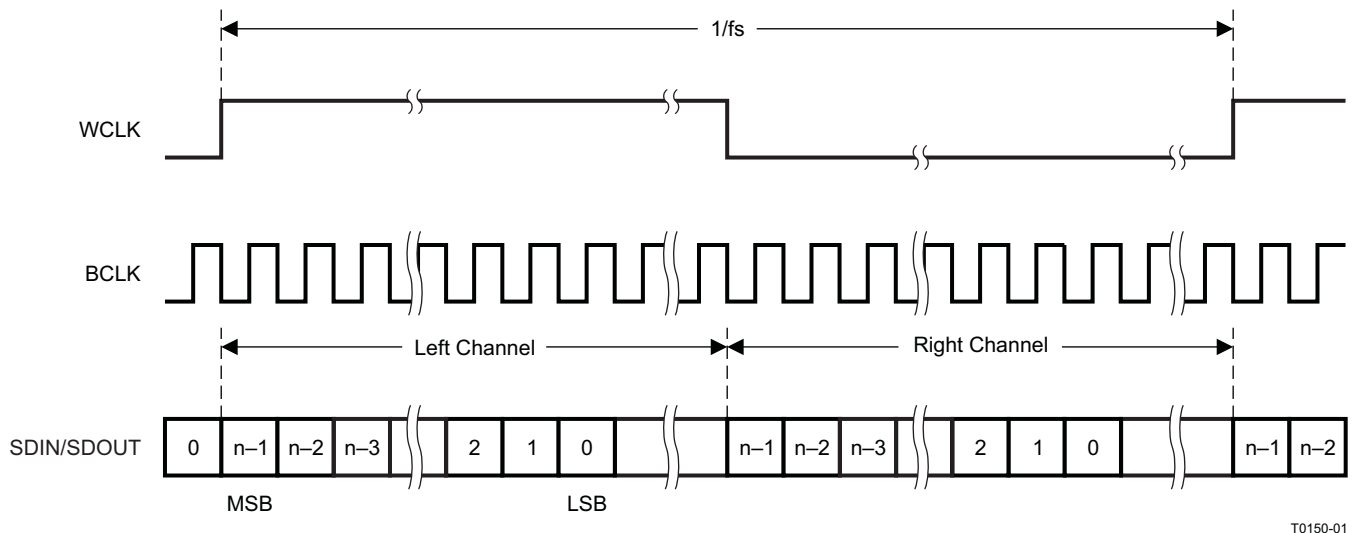 1/fs
WCLK
BCLK
Left Channel Right Channel
SDIN/SDOUT 0 n–1 n–2 n–3 2 1 0 n–1 n–2 n–3 2 1 0 n–1 n–2
MSB LSB
T0150-01